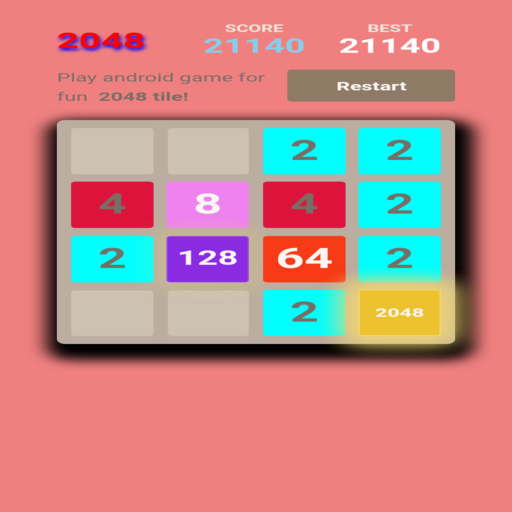 2048
SCORE BEST
21140 21140
Play android game for
fun 2048 tile!
Restart
2 2
4 8 4 2
2 128 64 2
2 2048